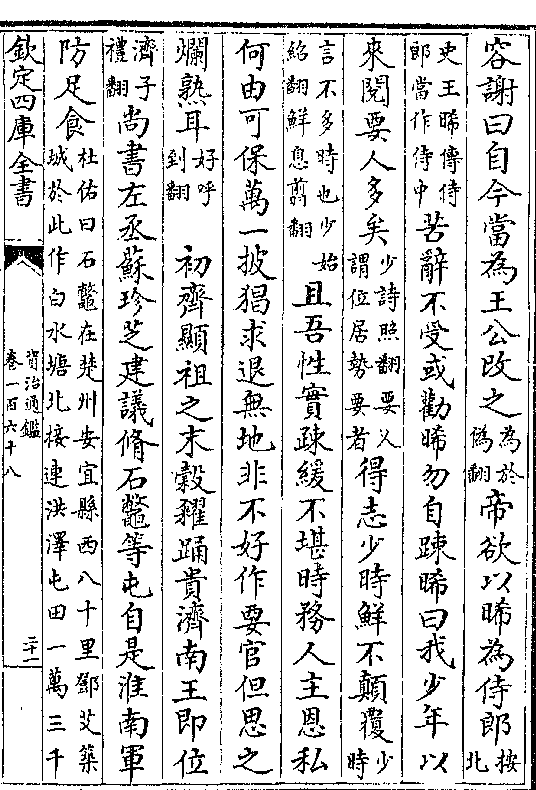 容謝曰自今當為王公改之為於偽翻帝欲以晞為侍郎按北
史王晞傳侍郎當作侍中苦辭不受或勸晞勿自疎晞曰我少年以
來閱要人多矣少詩照翻要人謂位居勢要者得志少時鮮不顛覆少時
言不多時也少始紹翻鮮息翦翻且吾性實疎緩不堪時務人主恩私
何由可保萬一披猖求退無地非不好作要官但思之
爛熟耳好呼到翻 初齊顯祖之末穀糴踊貴濟南王即位
濟子禮翻尚書左丞蘇珍芝建議脩石鼈等屯自是淮南軍
防足食杜佑曰石鼈在楚州安宜縣西八十里鄧艾築城於此作白水塘北接連洪澤屯田一萬三千
欽定四庫全書 資治通鑑 卷一百六十八 二十一